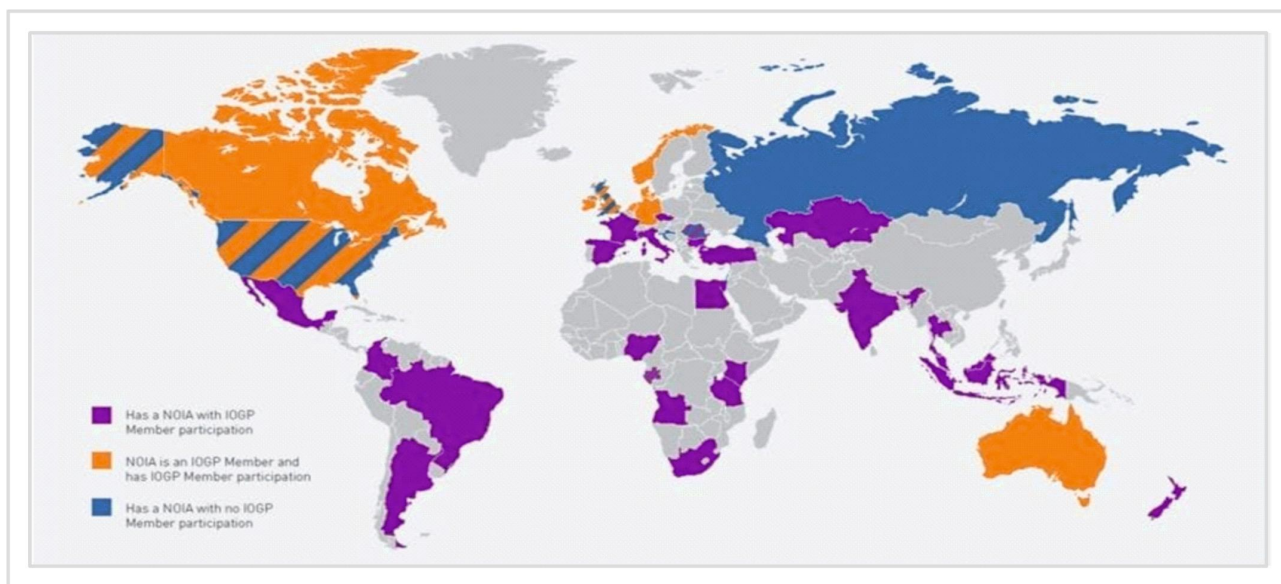 Has a NOIA with IOGP
Member participation
NOIA is an IOGP Member and
has IOGP Member participation
Has a NOIA with no IOGP
Member participation